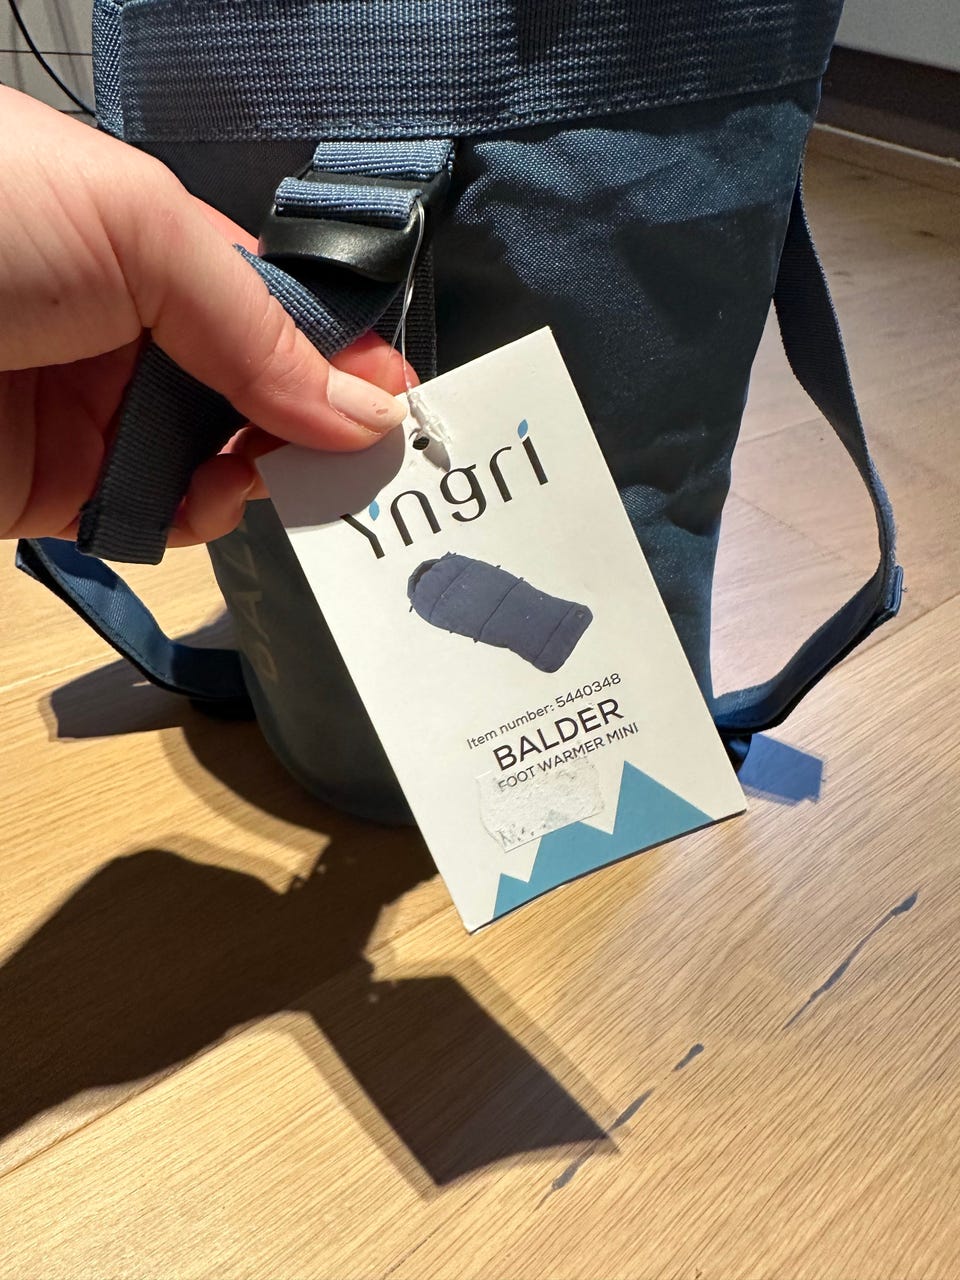 Yngri
Item number: 5440348
BALDER
FOOT WARMER MINI